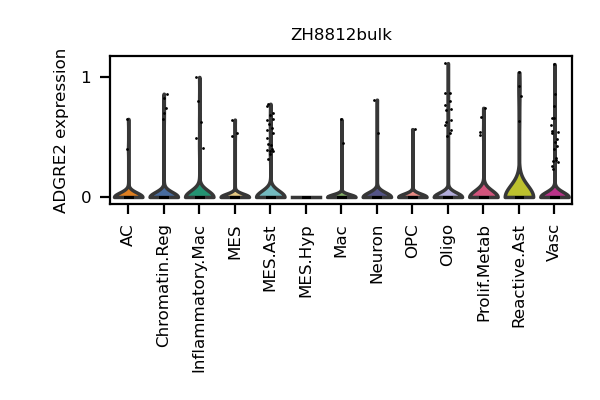 ZH8812bulk
ADGRE2 expression
1
0
AC
Chromatin.Reg
Inflammatory.Mac
MES
MES.Ast
MES.Hyp
Mac
Neuron
OPC
Oligo
Prolif.Metab
Reactive.Ast
Vasc